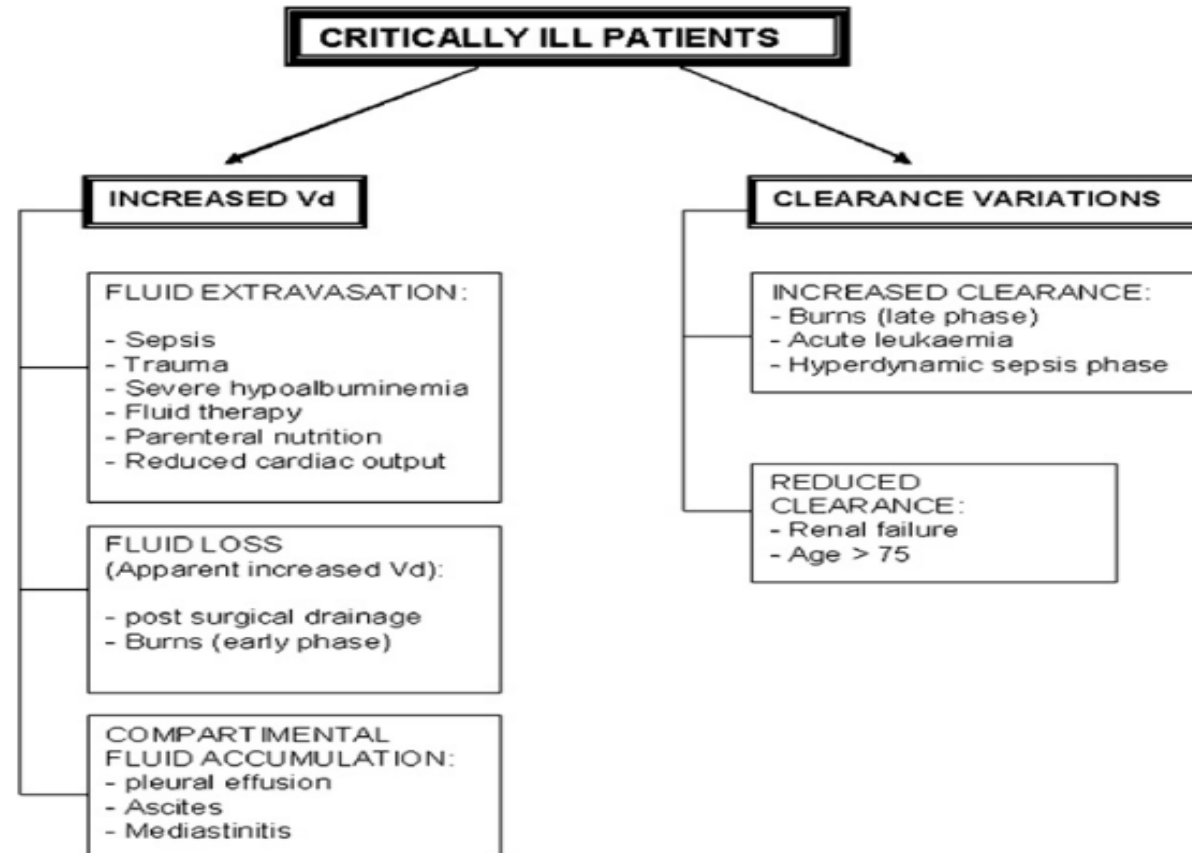 CRITICALLY ILL PATIENTS
INCREASED Vd
FLUID EXTRAVASATION:
- Sepsis
- Trauma
- Severe hypoalbuminemia
- Fluid therapy
- Parenteral nutrition
- Reduced cardiac output
FLUID LOSS
(Apparent increased Vd):
- post surgical drainage
- Burns (early phase)
COMPARTIMENTAL
FLUID ACCUMULATION:
- pleural effusion
- Ascites
- Mediastinitis
CLEARANCE VARIATIONS
INCREASED CLEARANCE:
- Burns (late phase)
- Acute leukaemia
- Hyperdynamic sepsis phase
REDUCED
CLEARANCE:
- Renal failure
- Age > 75